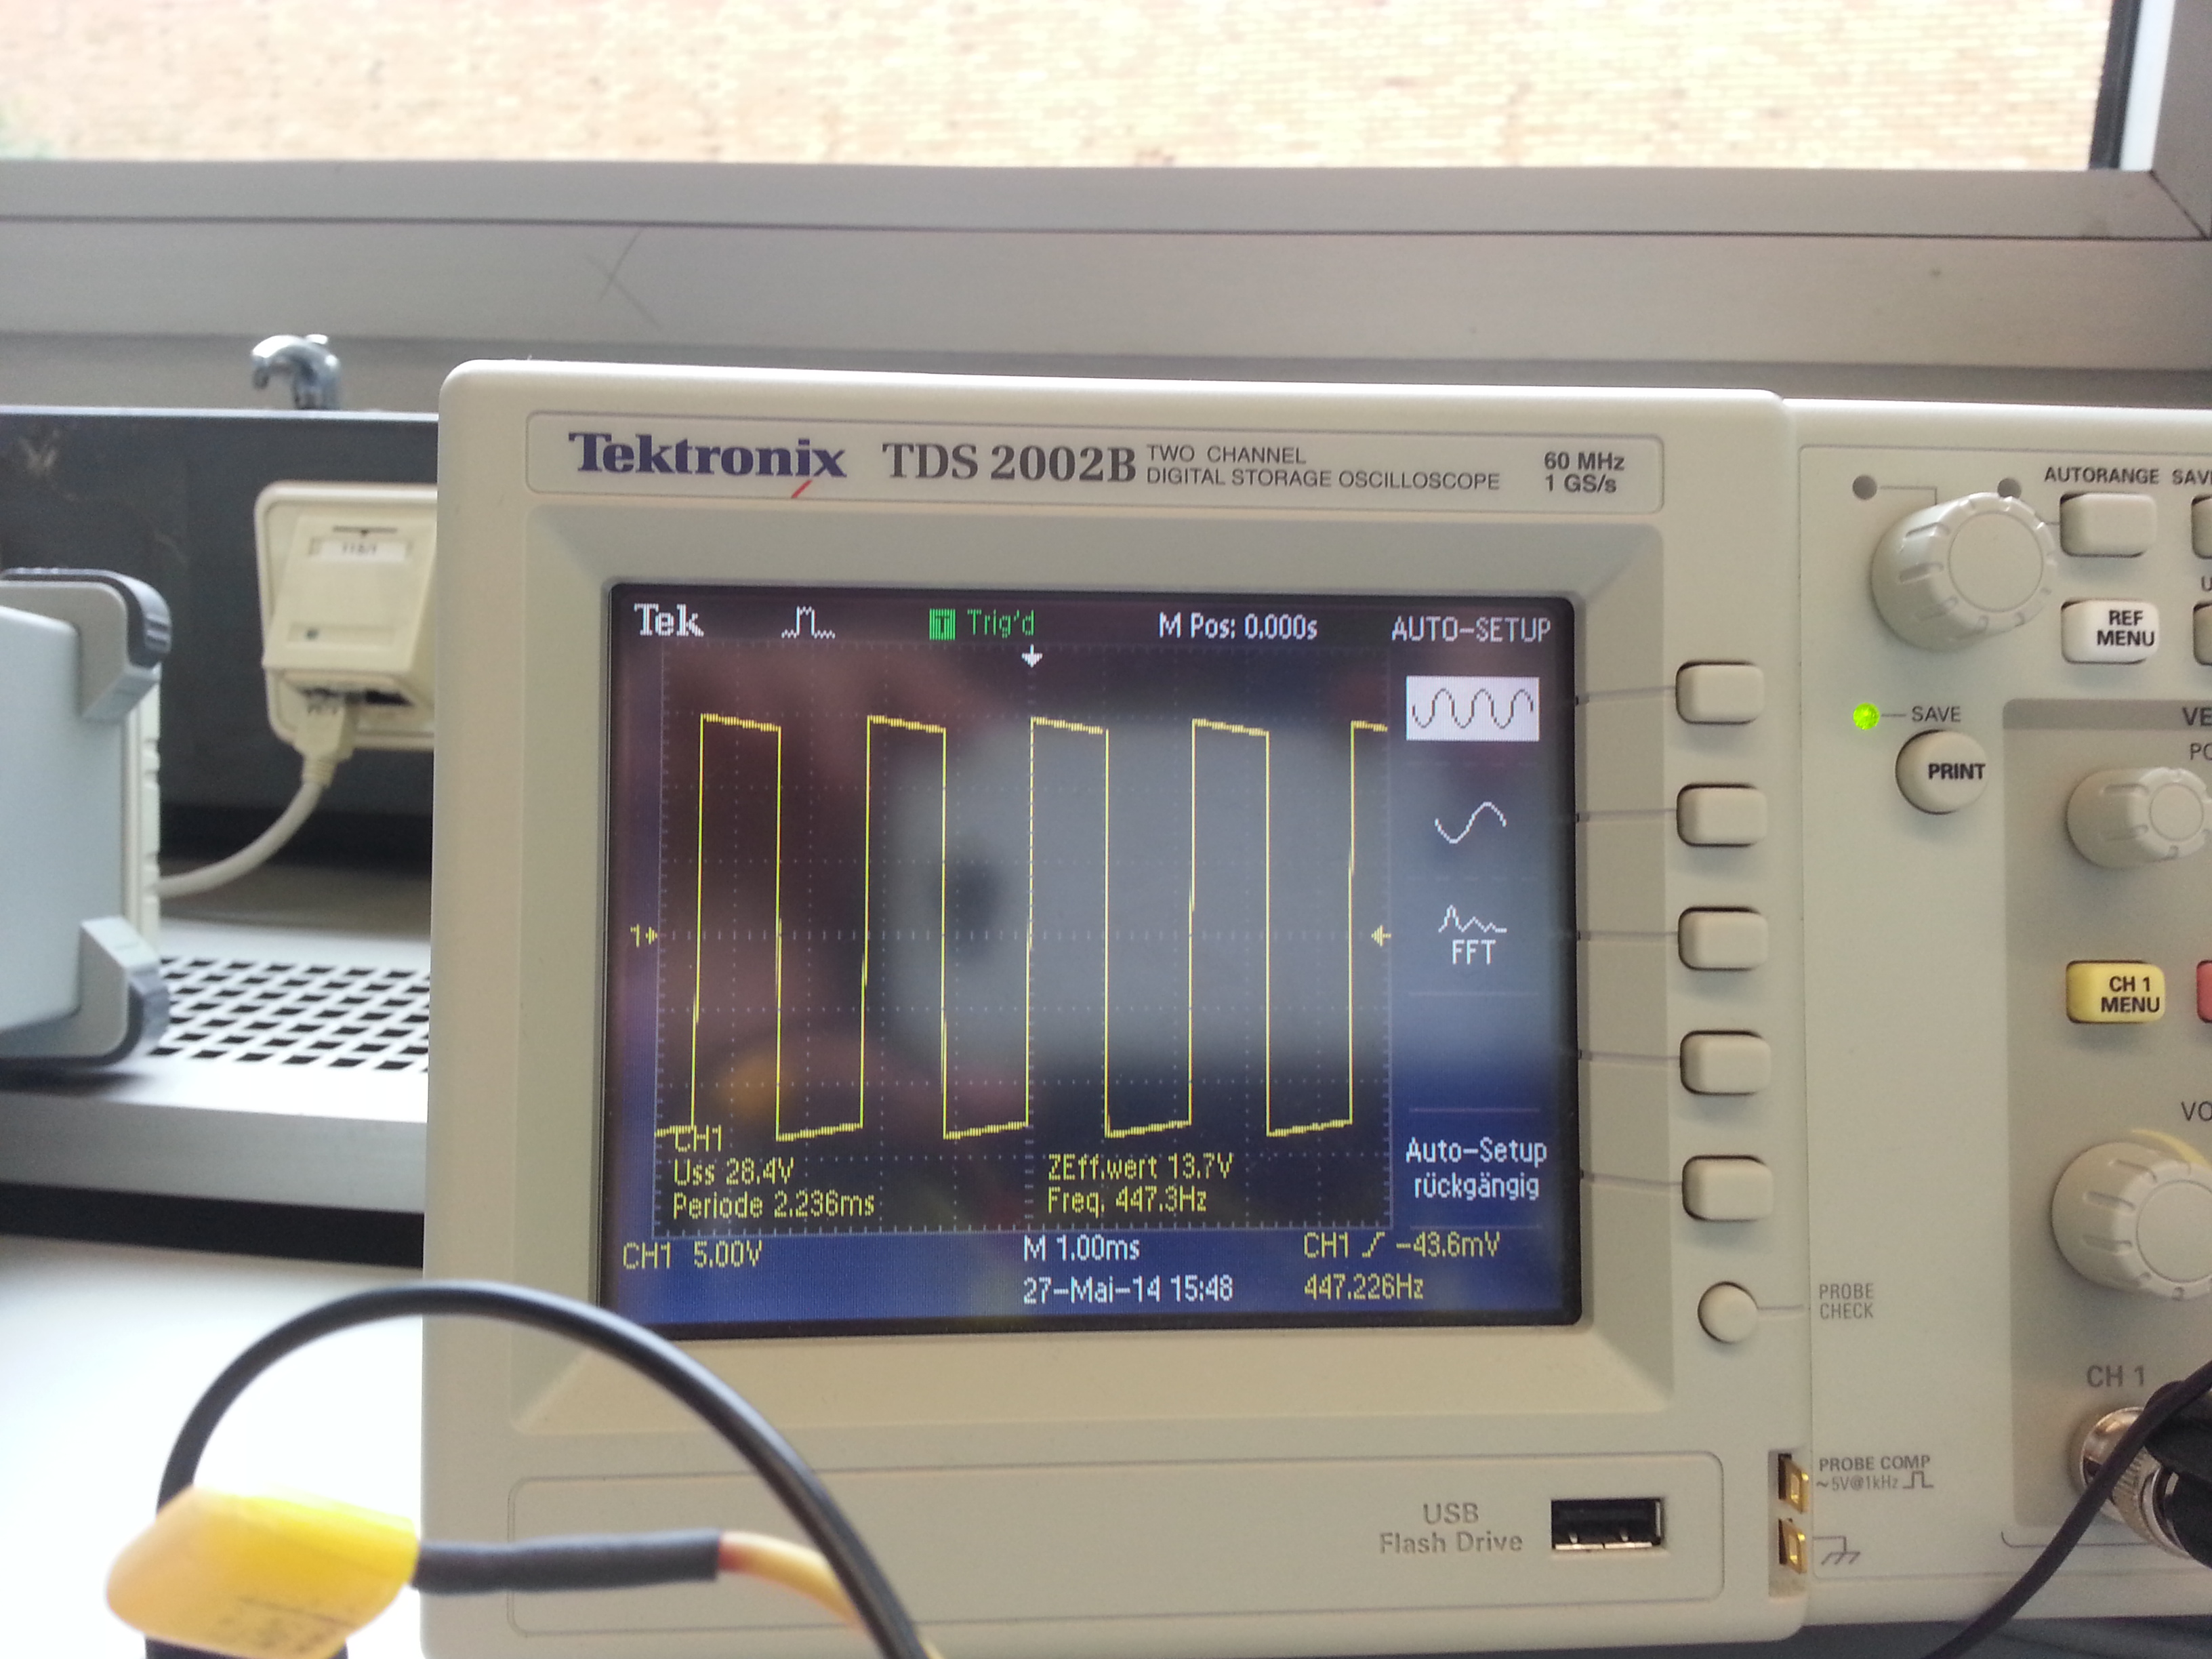 Tektronix TDS 2002B TWO CHANNEL
DIGITAL STORAGE OSCILLOSCOPE
60 MHz
1 GS/s
AUTORANGE
REF
MENU
SAVE
PRINT
Tek
Trig'd
M Pos: 0.000s
AUTO-SETUP
1
FFT
CH1
Uss 28.4V
Periode 2.236ms
ZEff.wert 13.7V
Freq. 447.3Hz
Auto-Setup
rückgängig
CH1 5.00V
M 1.00ms
CH1 -43.6mV
27-Mai-14 15:48
447.226Hz
CH 1
MENU
PROBE
CHECK
CH 1
PROBE COMP
~5V@1kHz
USB
Flash Drive